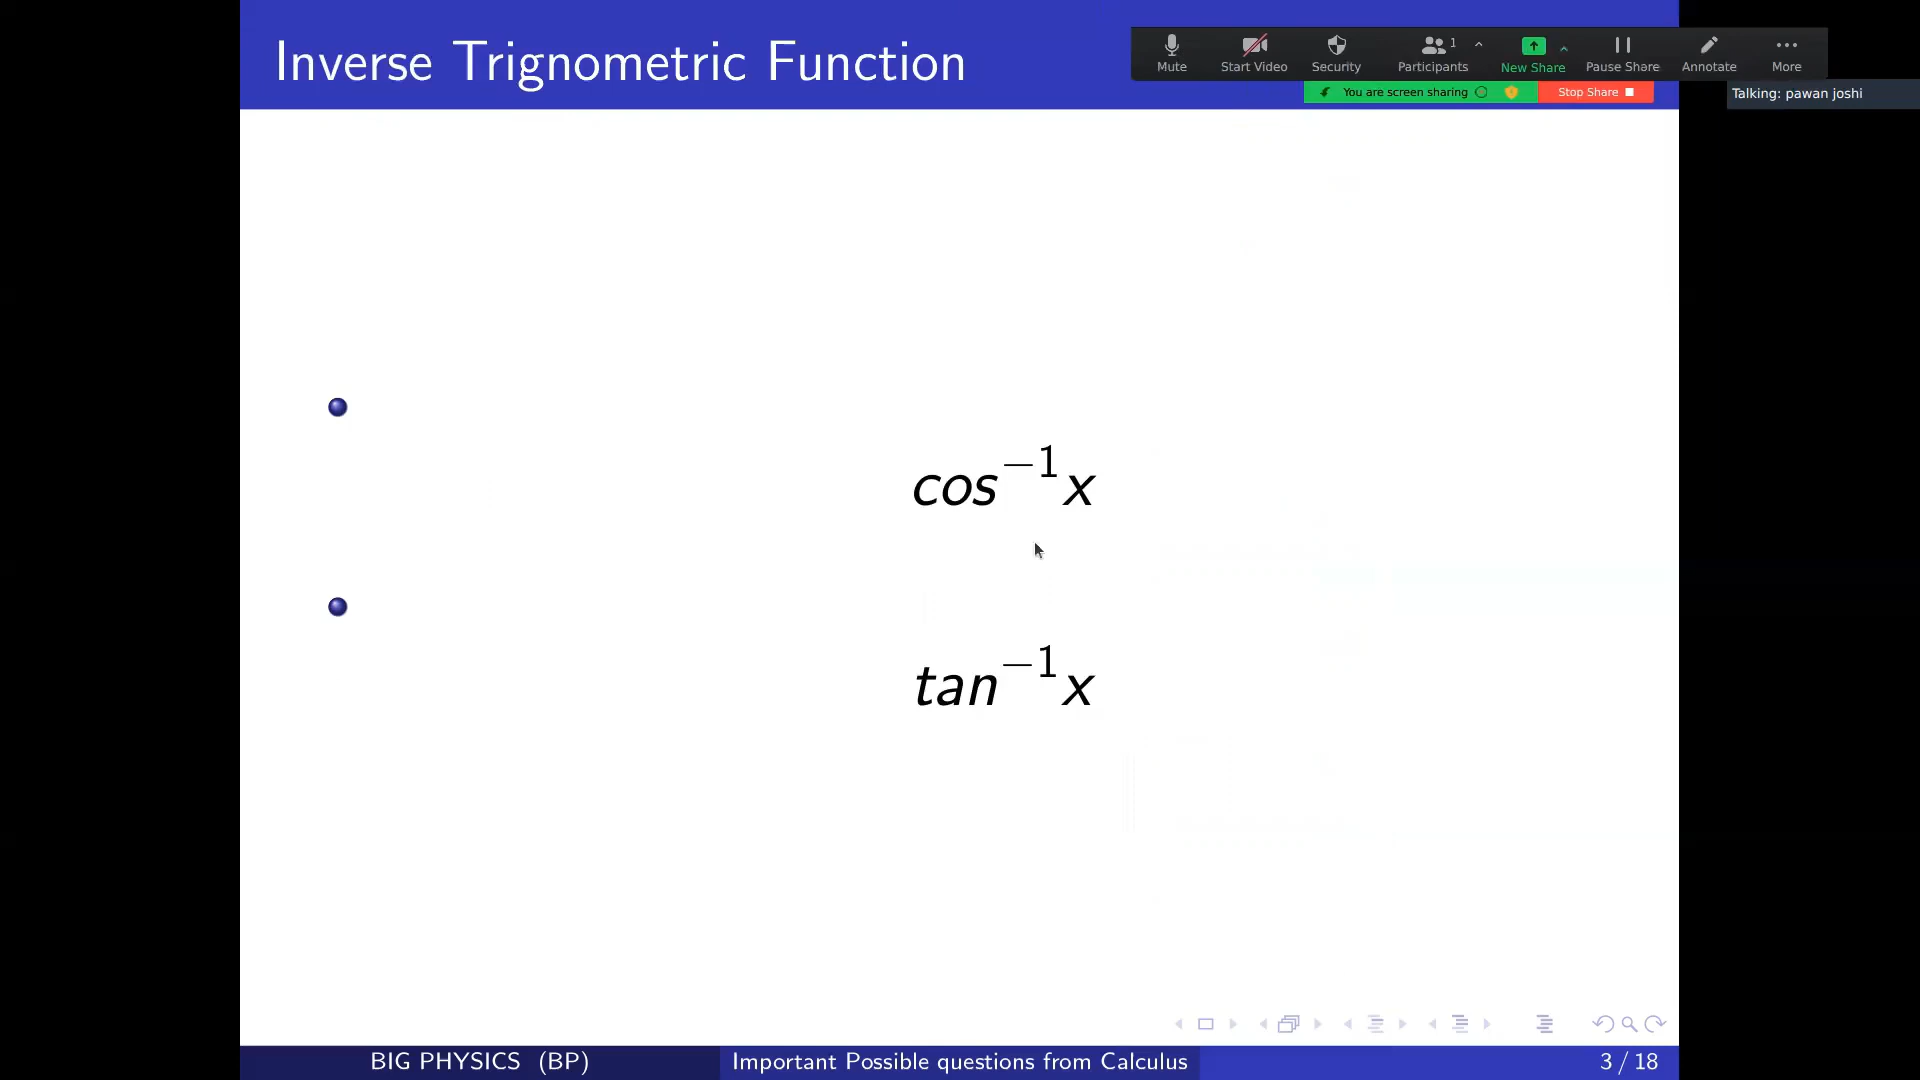 Inverse Trignometric Function
Mute Start Video Security Participants 1 New Share Pause Share Annotate More
You are screen sharing Stop Share
Talking: pawan joshi
cos⁻¹x
tan⁻¹x
BIG PHYSICS (BP) Important Possible questions from Calculus 3 / 18